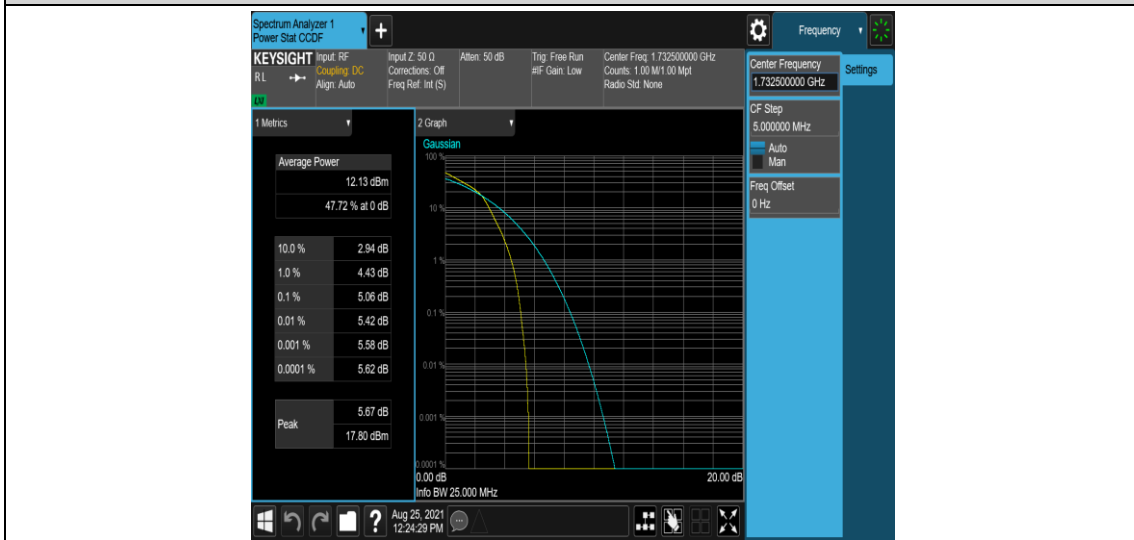 Spectrum Analyzer 1
Power Stat CCDF
+
Frequency
KEYSIGHT
RL
LXI
Input: RF
Coupling: DC
Align: Auto
Input Z: 50 Ω
Corrections: Off
Freq Ref: Int (S)
Atten: 50 dB
Trig: Free Run
#IF Gain: Low
Center Freq: 1.732500000 GHz
Counts: 1.00 M/1.00 Mpt
Radio Std: None
Center Frequency
1.732500000 GHz
Settings
CF Step
5.000000 MHz
Auto
Man
Freq Offset
0 Hz
1 Metrics
Average Power
12.13 dBm
47.72 % at 0 dB
10.0 % 2.94 dB
1.0 % 4.43 dB
0.1 % 5.06 dB
0.01 % 5.42 dB
0.001 % 5.58 dB
0.0001 % 5.62 dB
Peak
5.67 dB
17.80 dBm
2 Graph
Gaussian
100 %
10 %
1 %
0.1 %
0.01 %
0.001 %
0.0001 %
0.00 dB 20.00 dB
Info BW 25.000 MHz
?
Aug 25, 2021
12:24:29 PM